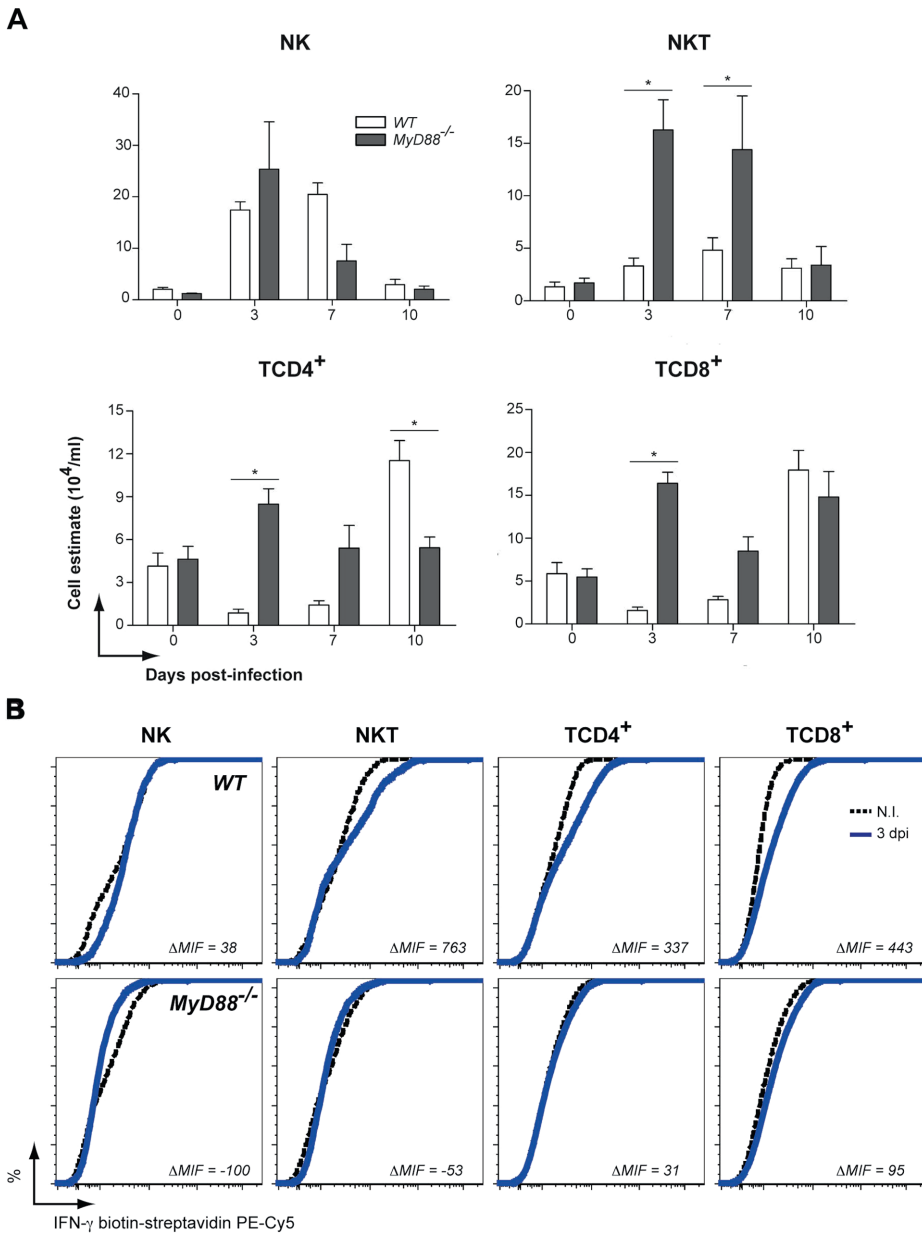 A
NK
NKT
40
30
20
10
0
WT
MyD88-/-
0 3 7 10
20
15
10
5
0
* *
0 3 7 10
TCD4+
TCD8+
Cell estimate (104/ml)
15
12
9
6
3
0
* *
0 3 7 10
25
20
15
10
5
0
*
0 3 7 10
Days post-infection
B
NK NKT TCD4+ TCD8+
WT
N.I.
3 dpi
ΔMIF = 38 ΔMIF = 763 ΔMIF = 337 ΔMIF = 443
MyD88-/-
ΔMIF = -100 ΔMIF = -53 ΔMIF = 31 ΔMIF = 95
%
IFN-γ biotin-streptavidin PE-Cy5